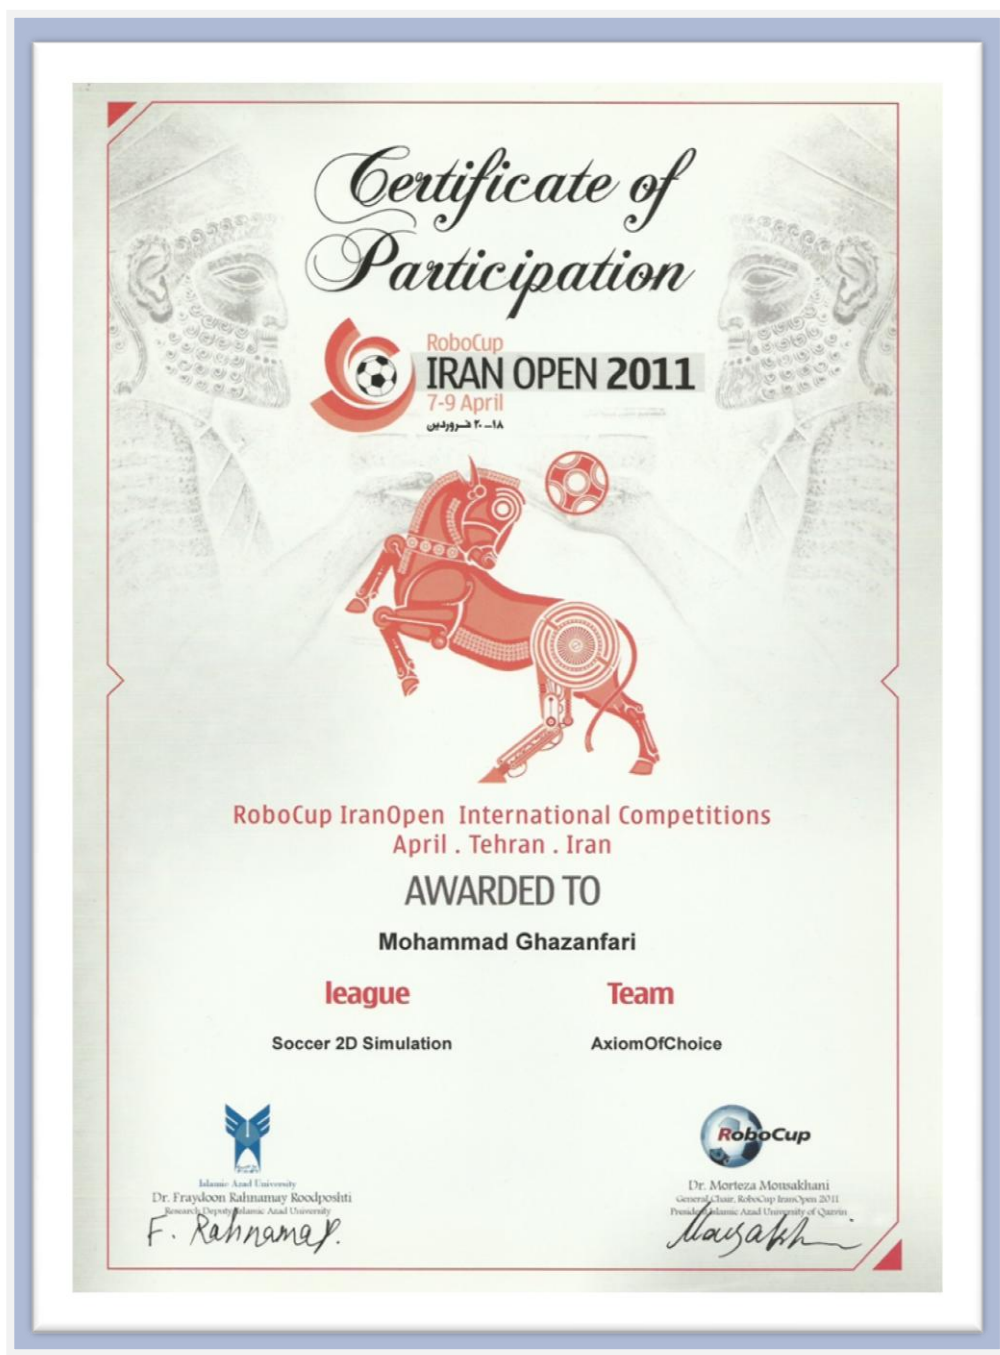 Certificate of
Participation
RoboCup
IRAN OPEN 2011
7-9 April
۱۸-۲۰ فروردین
RoboCup IranOpen International Competitions
April . Tehran . Iran
AWARDED TO
Mohammad Ghazanfari
league Team
Soccer 2D Simulation AxiomOfChoice
RoboCup
Islamic Azad University
Dr. Fraydoon Rahnamay Roodposhti
Research Deputy Islamic Azad University
F. Rahnamay.
Dr. Morteza Mousakhani
General Chair, RoboCup IranOpen 2011
President Islamic Azad University of Qazvin